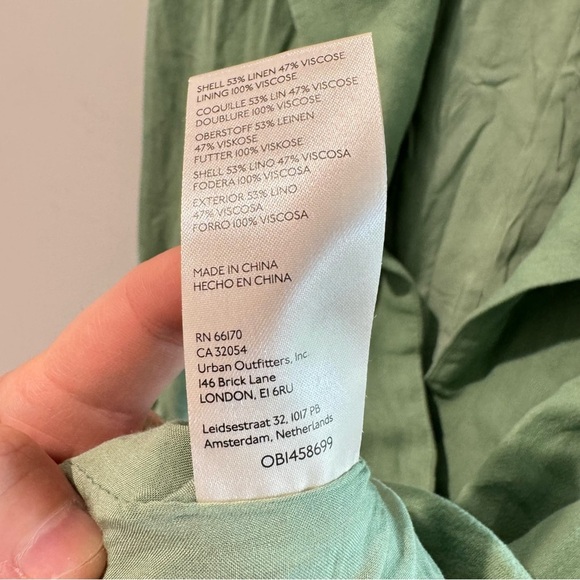 SHELL 53% LINEN 47% VISCOSE
LINING 100% VISCOSE
COQUILLE 53% LIN 47% VISCOSE
DOUBLURE 100% VISCOSE
OBERSTOFF 53% LEINEN
47% VISKOSE
FUTTER 100% VISKOSE
SHELL 53% LINO 47% VISCOSA
FODERA 100% VISCOSA
EXTERIOR 53% LINO
47% VISCOSA
FORRO 100% VISCOSA
MADE IN CHINA
HECHO EN CHINA
RN 66170
CA 32054
Urban Outfitters, Inc.
146 Brick Lane
LONDON, E1 6RU
Leidsestraat 32, 1017 PB
Amsterdam, Netherlands
OB1458699